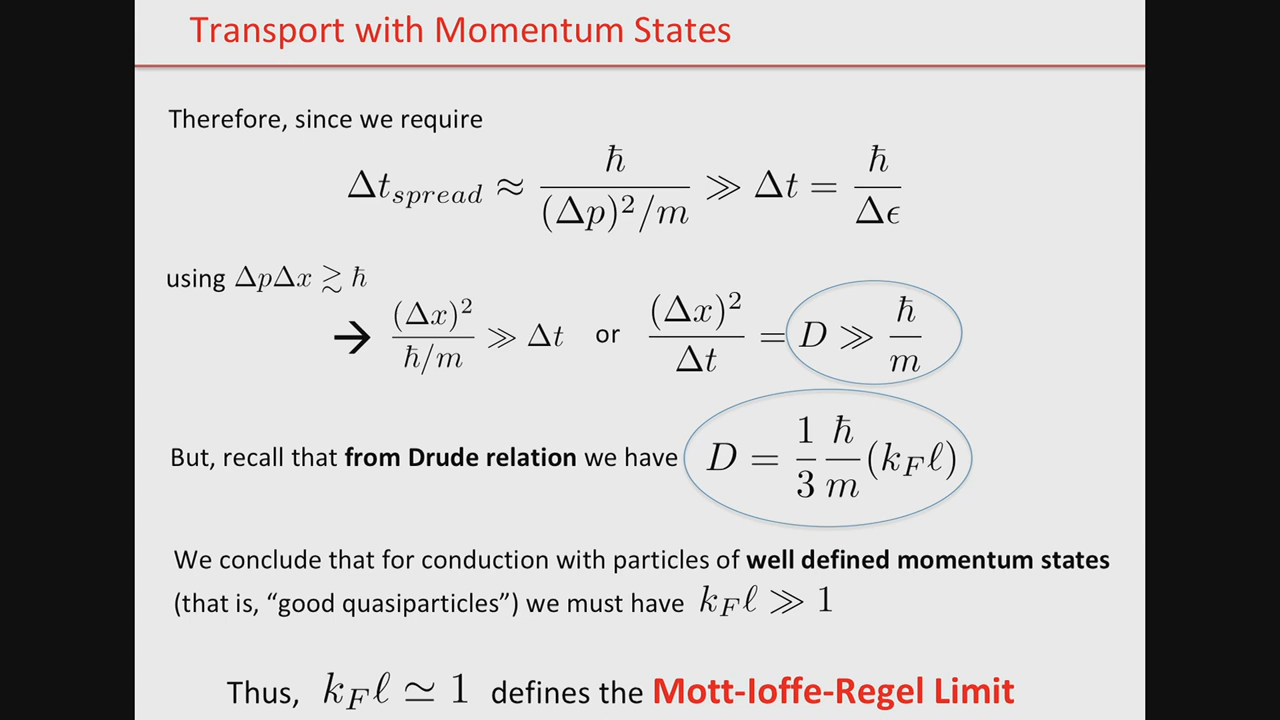 Transport with Momentum States
Therefore, since we require
Δt_{spread} ≈ ħ/((Δp)²/m) ≫ Δt = ħ/Δϵ
using ΔpΔx ≳ ħ
→ (Δx)²/(ħ/m) ≫ Δt or (Δx)²/Δt = D ≫ ħ/m
But, recall that from Drude relation we have D = 1/3 ħ/m (k_F ℓ)
We conclude that for conduction with particles of well defined momentum states
(that is, “good quasiparticles”) we must have k_F ℓ ≫ 1
Thus, k_F ℓ ≃ 1 defines the Mott-Ioffe-Regel Limit